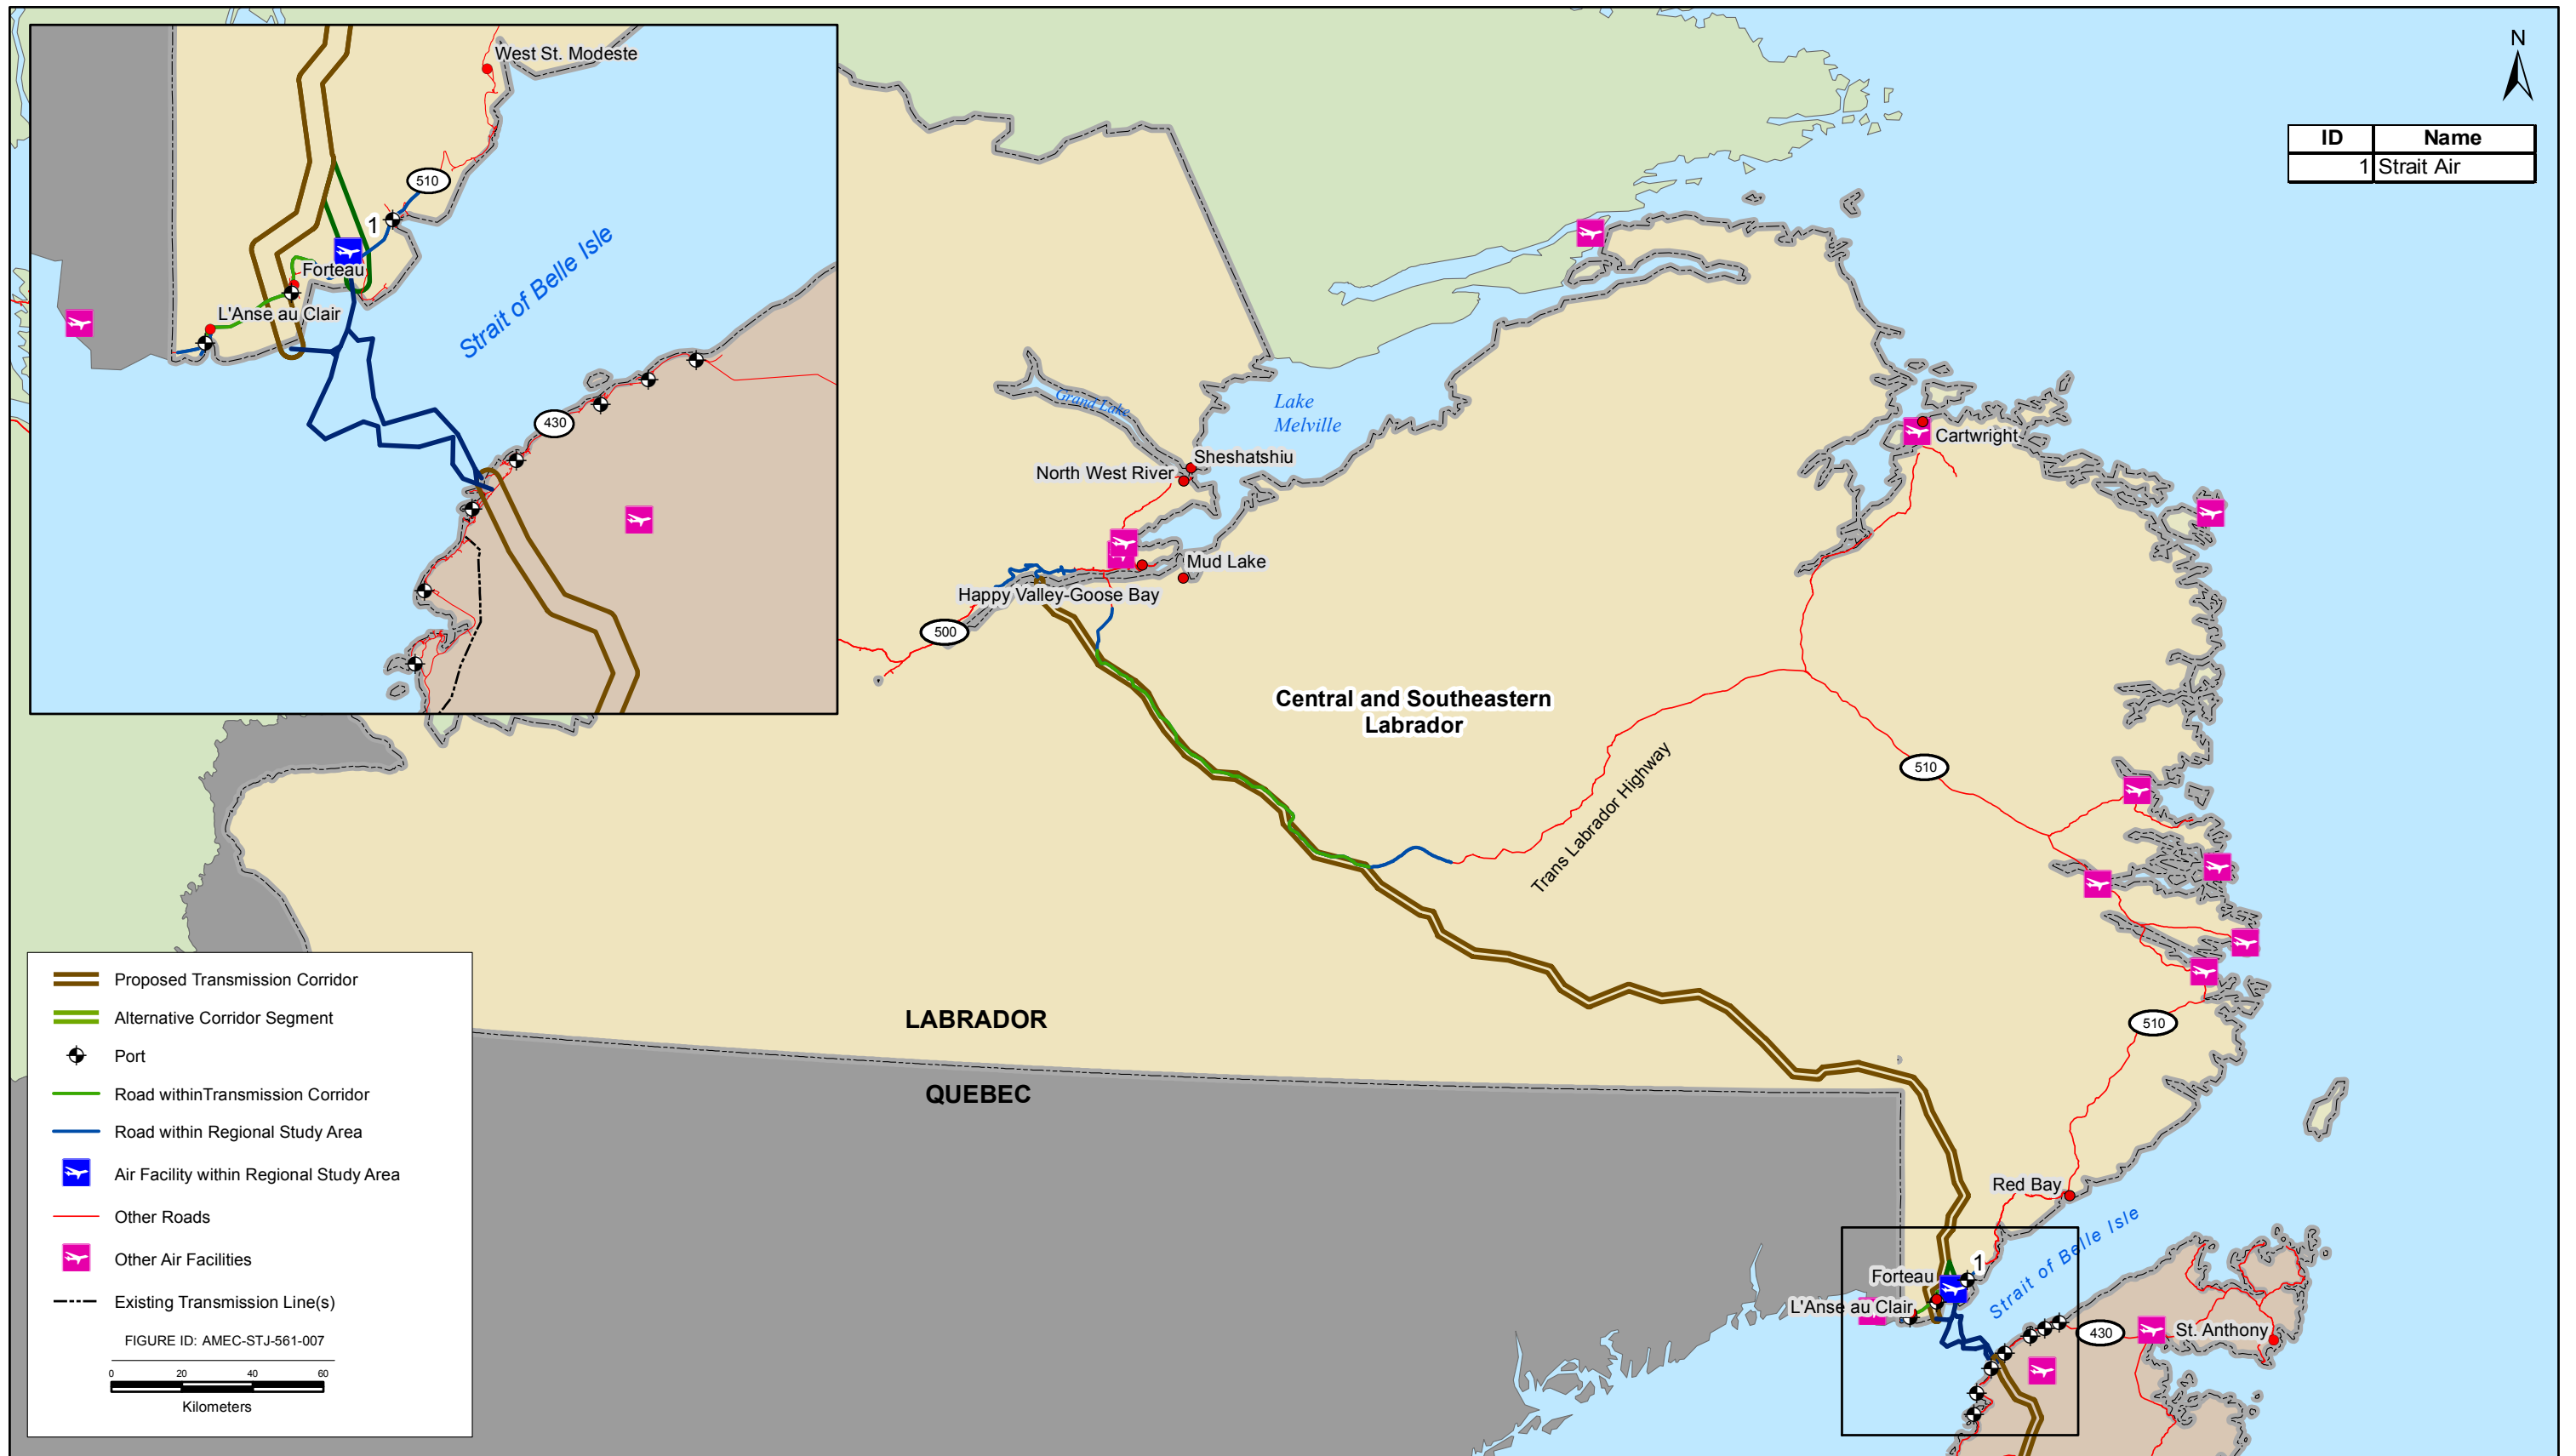 West St. Modeste
510
1
Forteau
L'Anse au Clair
Strait of Belle Isle
430
N
ID Name
1 Strait Air
Grand Lake
Lake
Melville
Sheshatshiu
North West River
Cartwright
Mud Lake
Happy Valley-Goose Bay
500
Central and Southeastern
Labrador
510
Trans Labrador Highway
LABRADOR
QUEBEC
510
Red Bay
Strait of Belle Isle
1
Forteau
L'Anse au Clair
430
St. Anthony
Proposed Transmission Corridor
Alternative Corridor Segment
Port
Road withinTransmission Corridor
Road within Regional Study Area
Air Facility within Regional Study Area
Other Roads
Other Air Facilities
Existing Transmission Line(s)
FIGURE ID: AMEC-STJ-561-007
0 20 40 60
Kilometers